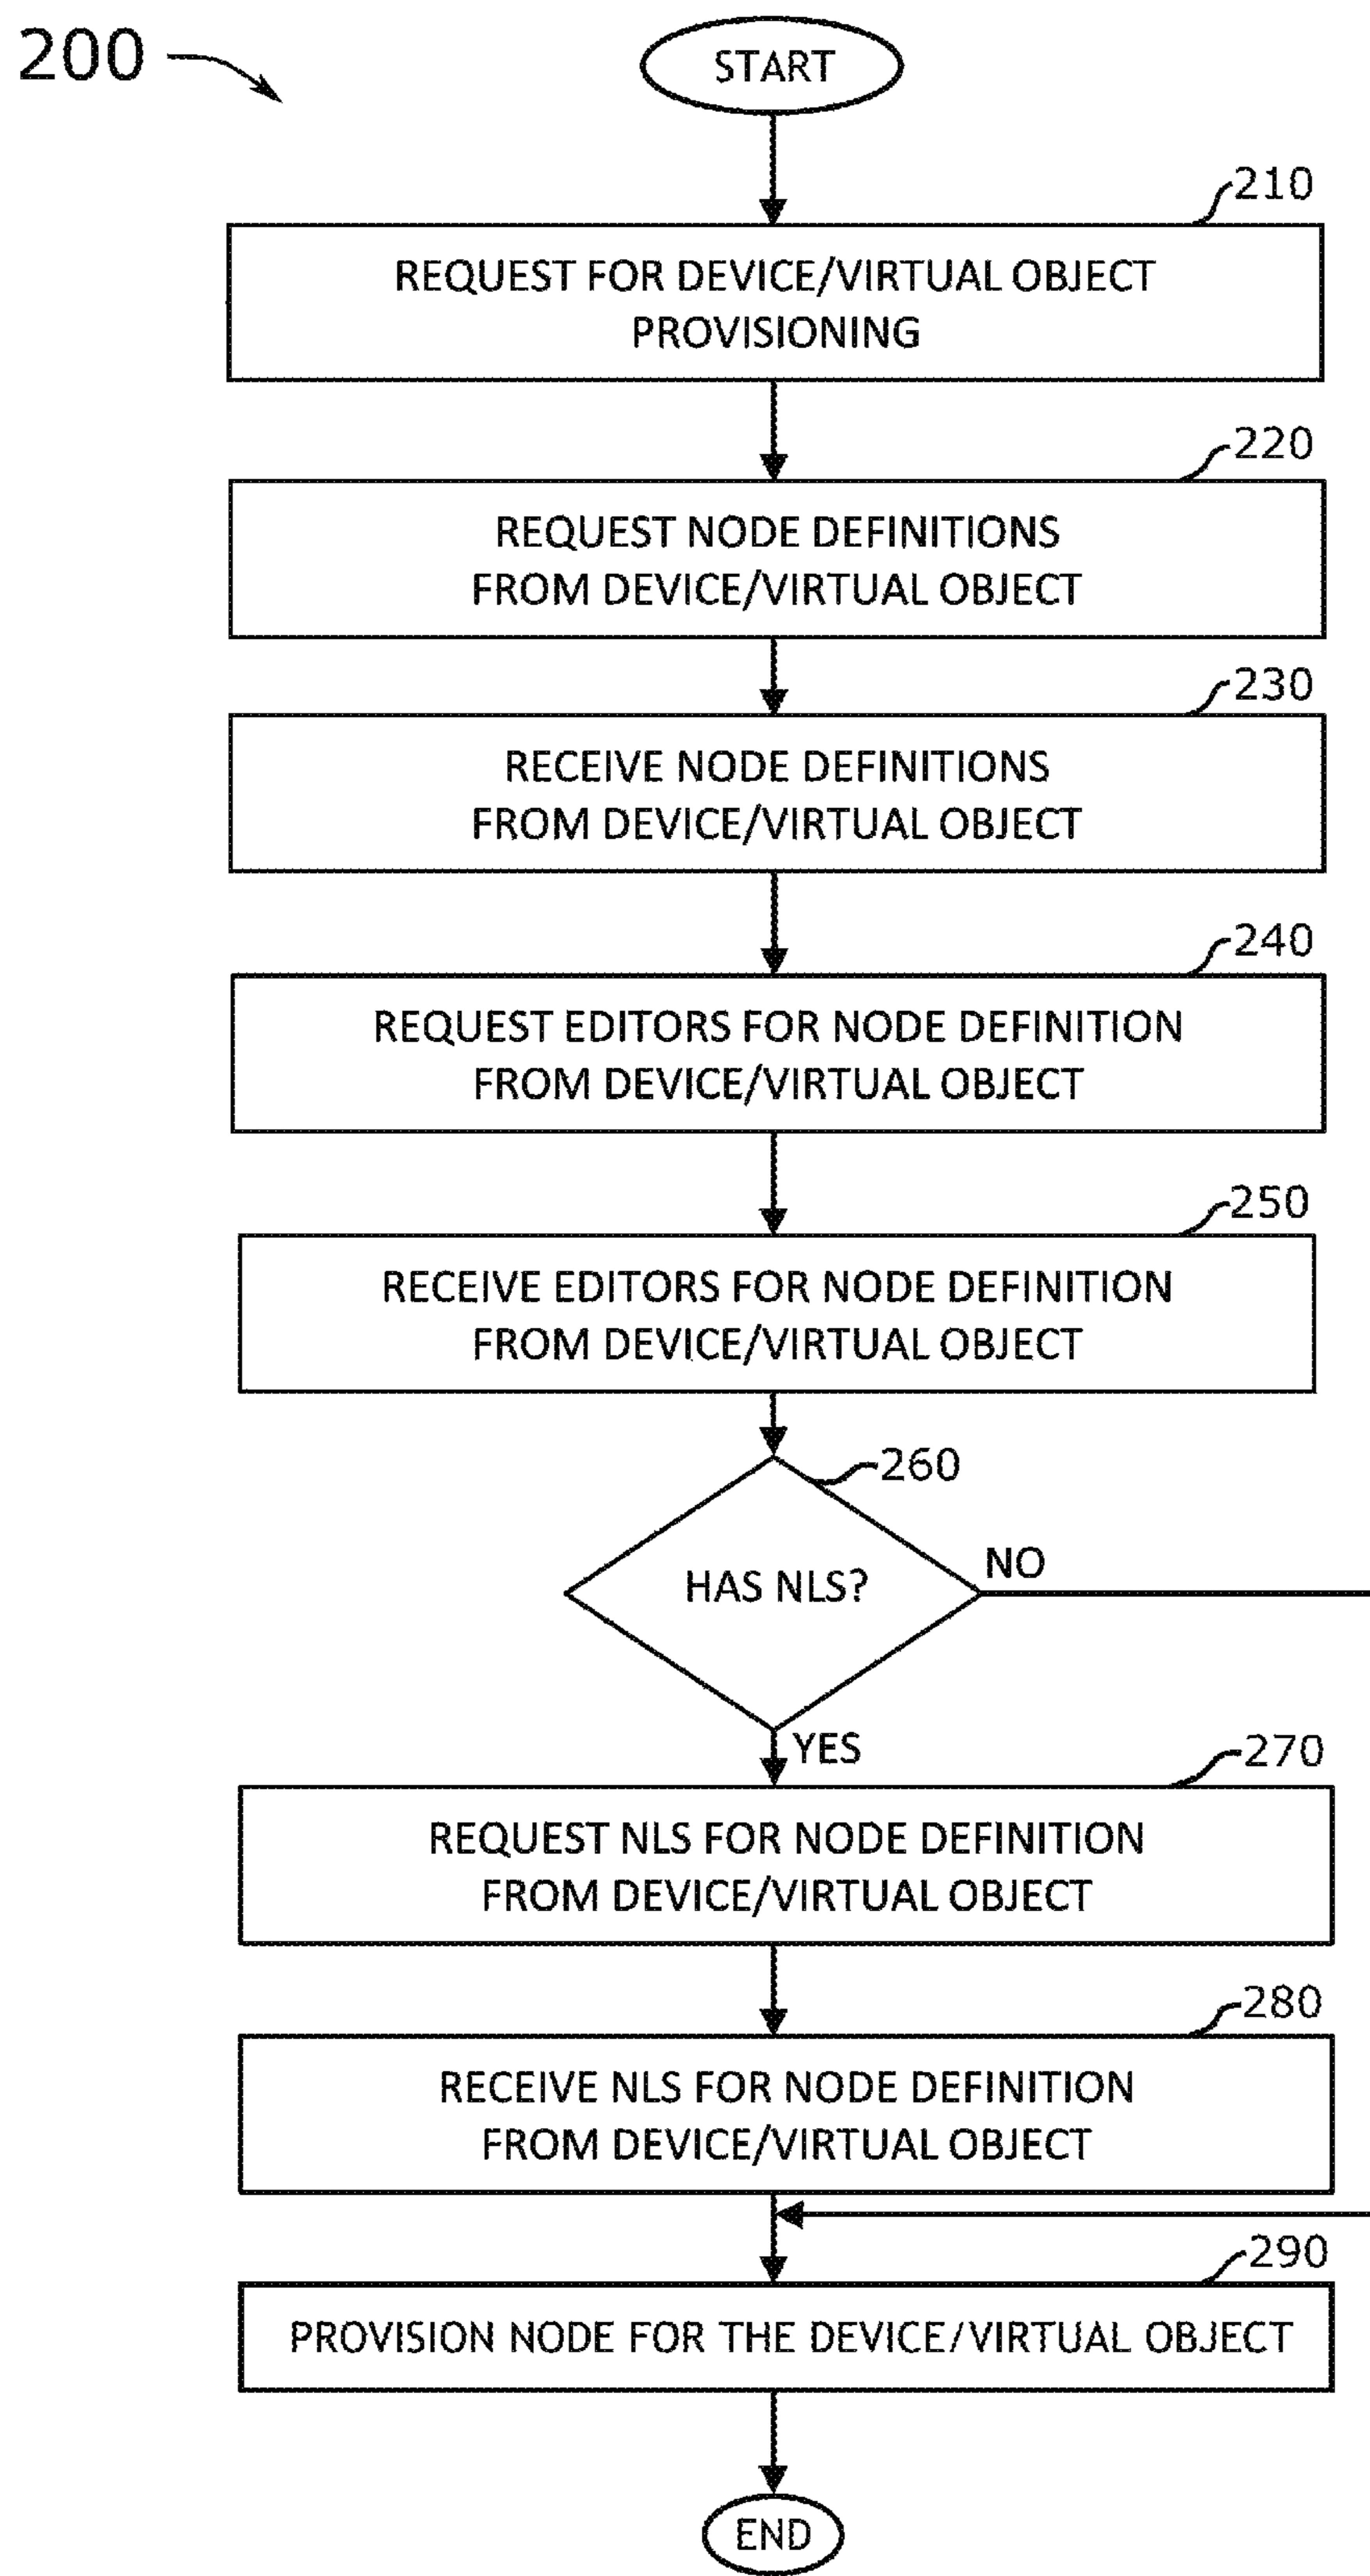 200
START
210
REQUEST FOR DEVICE/VIRTUAL OBJECT
PROVISIONING
220
REQUEST NODE DEFINITIONS
FROM DEVICE/VIRTUAL OBJECT
230
RECEIVE NODE DEFINITIONS
FROM DEVICE/VIRTUAL OBJECT
240
REQUEST EDITORS FOR NODE DEFINITION
FROM DEVICE/VIRTUAL OBJECT
250
RECEIVE EDITORS FOR NODE DEFINITION
FROM DEVICE/VIRTUAL OBJECT
260
HAS NLS?
NO
YES
270
REQUEST NLS FOR NODE DEFINITION
FROM DEVICE/VIRTUAL OBJECT
280
RECEIVE NLS FOR NODE DEFINITION
FROM DEVICE/VIRTUAL OBJECT
290
PROVISION NODE FOR THE DEVICE/VIRTUAL OBJECT
END